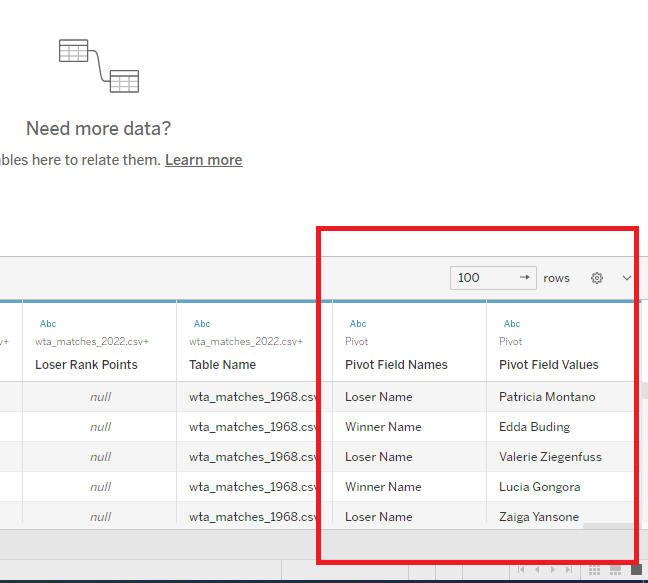 Need more data?
bles here to relate them. Learn more
100 → rows
Abc Abc Abc Abc
wta_matches_2022.csv+ wta_matches_2022.csv+ Pivot Pivot
Loser Rank Points Table Name Pivot Field Names Pivot Field Values
null wta_matches_1968.csv Loser Name Patricia Montano
null wta_matches_1968.csv Winner Name Edda Buding
null wta_matches_1968.csv Loser Name Valerie Ziegenfuss
null wta_matches_1968.csv Winner Name Lucia Gongora
null wta_matches_1968.csv Loser Name Zaiga Yansone